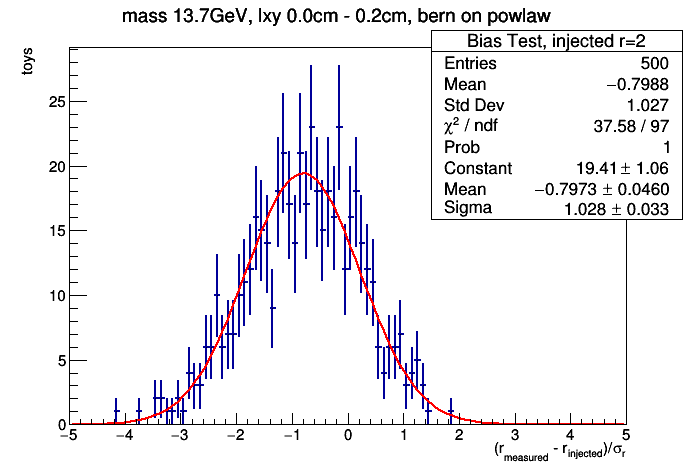 mass 13.7GeV, lxy 0.0cm - 0.2cm, bern on powlaw
toys
Bias Test, injected r=2
Entries 500
Mean −0.7988
Std Dev 1.027
χ² / ndf 37.58 / 97
Prob 1
Constant 19.41 ± 1.06
Mean −0.7973 ± 0.0460
Sigma 1.028 ± 0.033
25
20
15
10
5
0
−5 −4 −3 −2 −1 0 1 2 3 4 5
(r_measured - r_injected)/σ_r